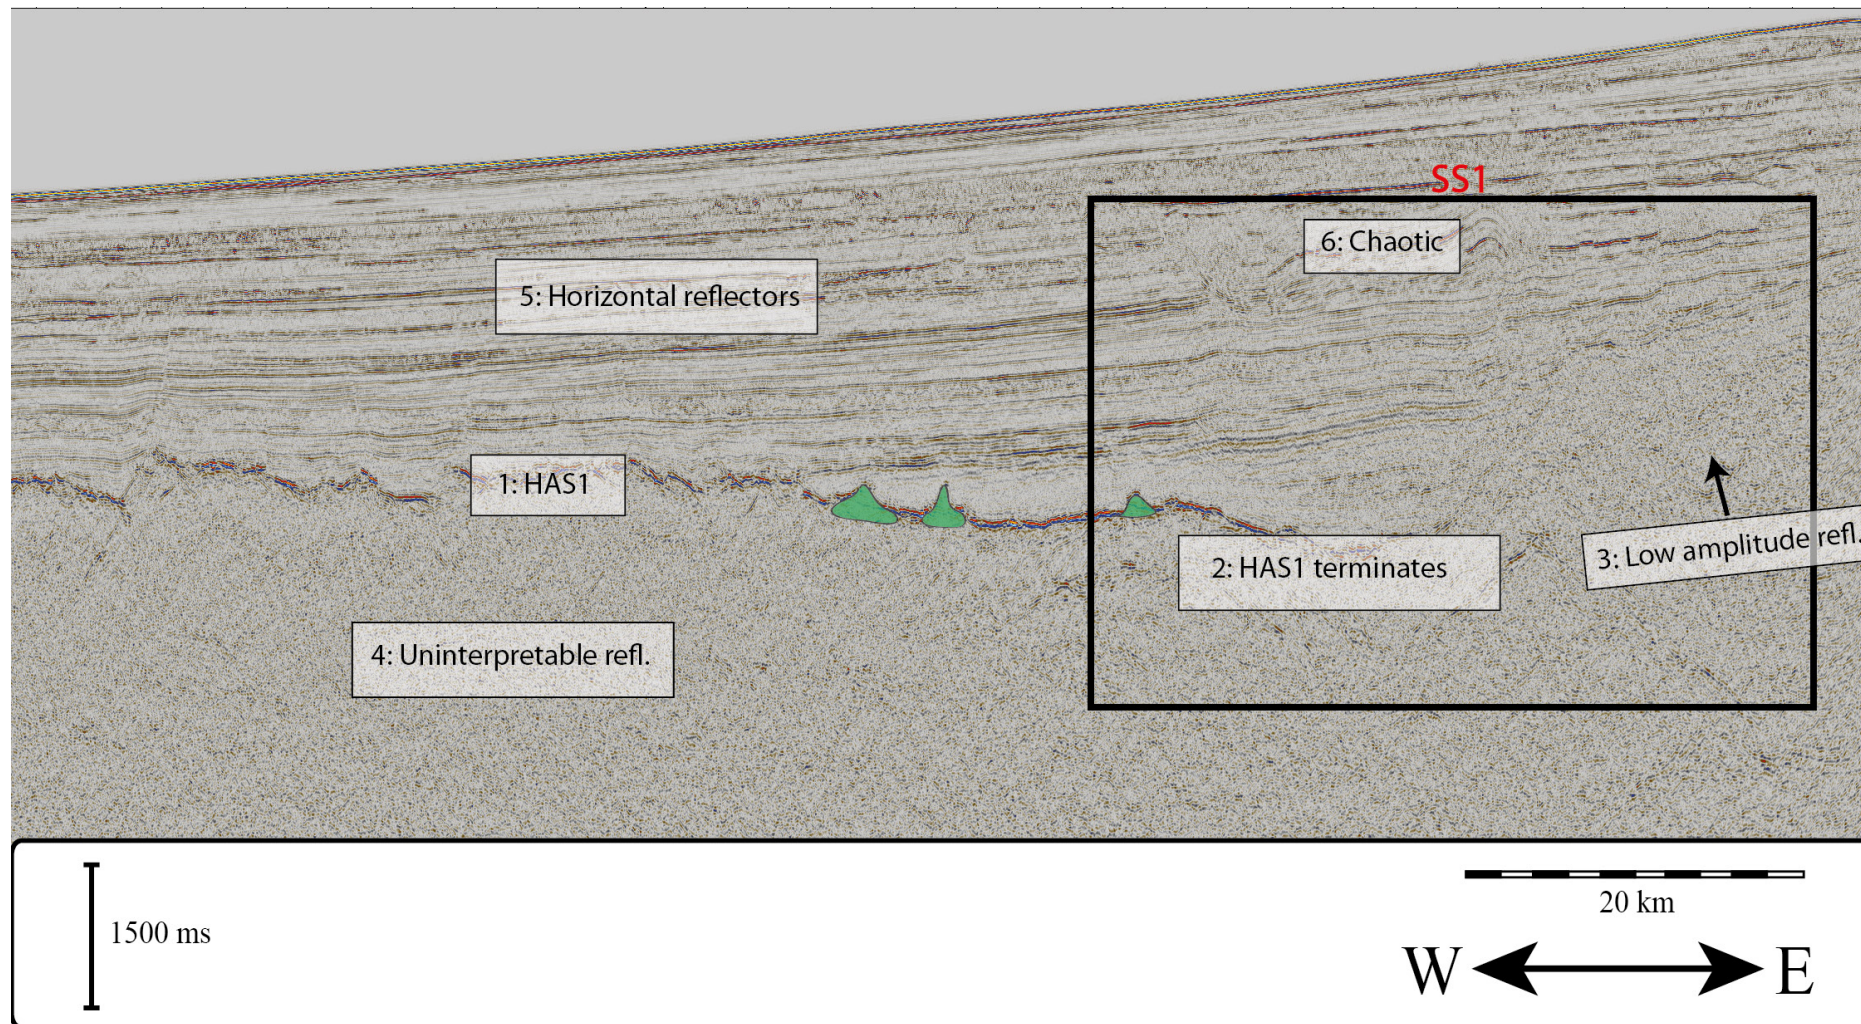 SS1
6: Chaotic
5: Horizontal reflectors
1: HAS1
2: HAS1 terminates
3: Low amplitude refl.
4: Uninterpretable refl.
1500 ms
20 km
W E